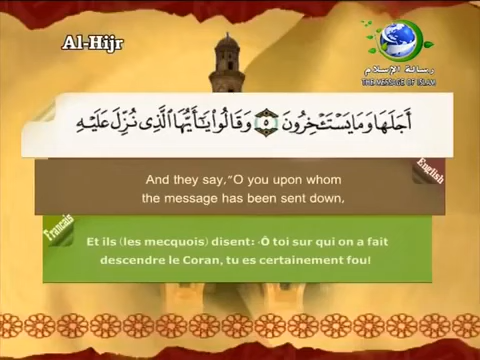 Al-Hijr
رسالة الإسلام
THE MESSAGE OF ISLAM
أَجَلَهَا وَمَا يَسْتَـْٔخِرُونَ ٥ وَقَالُوا۟ يَـٰٓأَيُّهَا ٱلَّذِى نُزِّلَ عَلَيْهِ
English
And they say,"O you upon whom
the message has been sent down,
Francais
Et ils (les mecquois) disent: ‹Ô toi sur qui on a fait
descendre le Coran, tu es certainement fou!